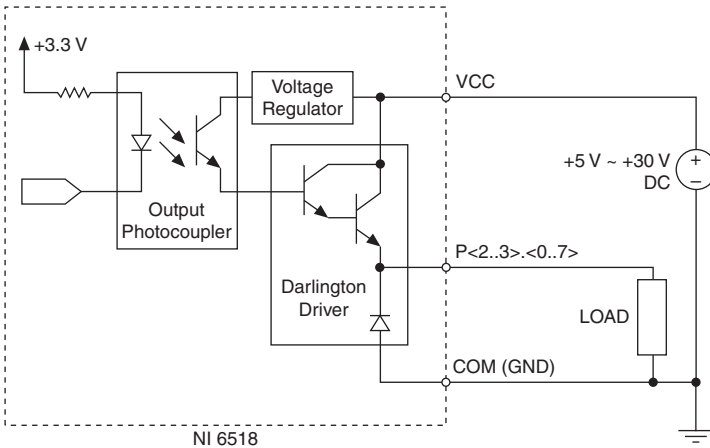 +3.3 V
Voltage
Regulator
VCC
+5 V ~ +30 V
DC
+
−
Output
Photocoupler
P<2..3>.<0..7>
Darlington
Driver
LOAD
COM (GND)
NI 6518